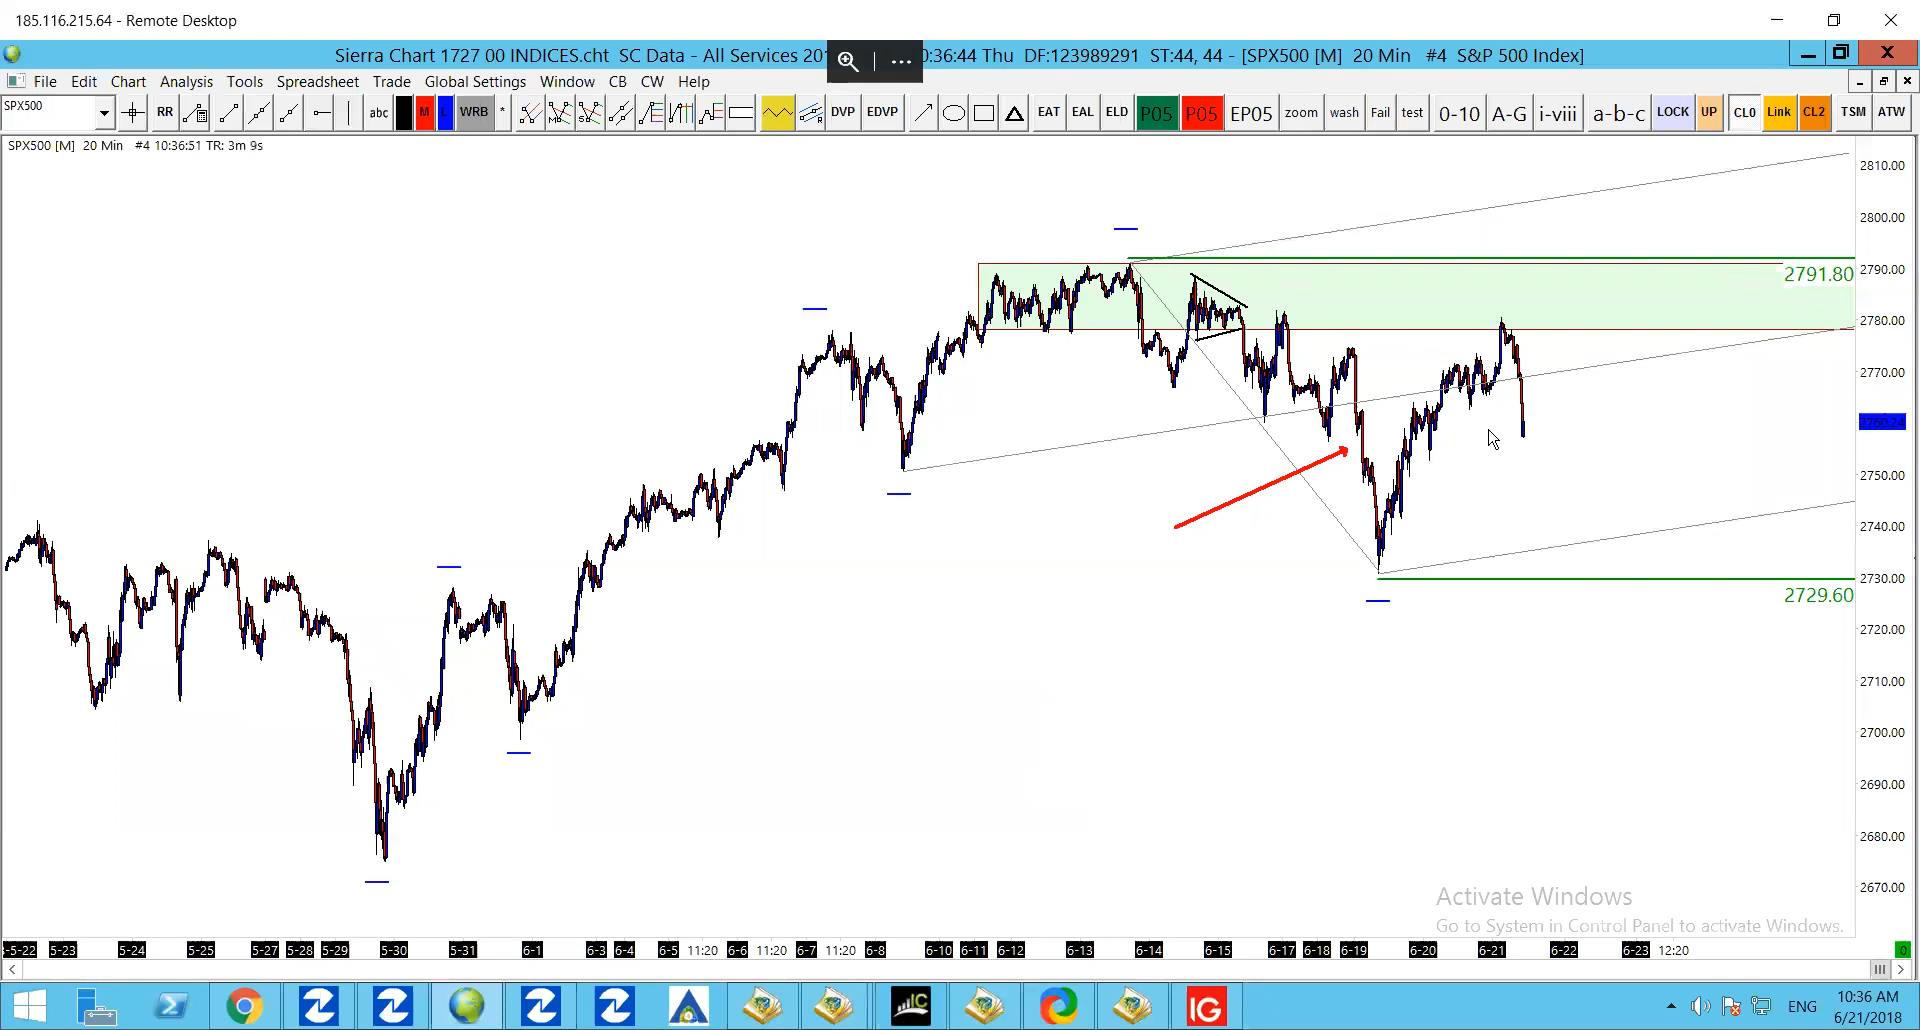 185.116.215.64 - Remote Desktop
Sierra Chart 1727 00 INDICES.cht SC Data - All Services 201 0:36:44 Thu DF:123989291 ST:44, 44 - [SPX500 [M] 20 Min #4 S&P 500 Index]
File Edit Chart Analysis Tools Spreadsheet Trade Global Settings Window CB CW Help
SPX500 RR abc M L WRB * DVP EDVP EAT EAL ELD P05 P05 EP05 zoom wash Fail test 0-10 A-G i-viii a-b-c LOCK UP CL0 Link CL2 TSM ATW
SPX500 [M] 20 Min #4 10:36:51 TR: 3m 9s
2810.00
2800.00
2790.00
2791.80
2780.00
2770.00
2760.24
2750.00
2740.00
2730.00
2729.60
2720.00
2710.00
2700.00
2690.00
2680.00
2670.00
Activate Windows
Go to System in Control Panel to activate Windows.
5-22 5-23 5-24 5-25 5-27 5-28 5-29 5-30 5-31 6-1 6-3 6-4 6-5 11:20 6-6 11:20 6-7 11:20 6-8 6-10 6-11 6-12 6-13 6-14 6-15 6-17 6-18 6-19 6-20 6-21 6-22 6-23 12:20 0
IC IG ENG 10:36 AM
6/21/2018